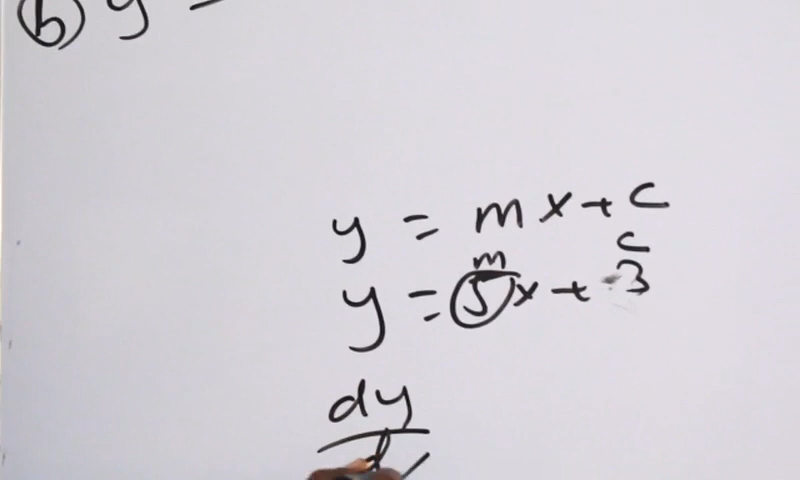 b) y =
y = mx + c
m c
y = 5x + 3
dy
d